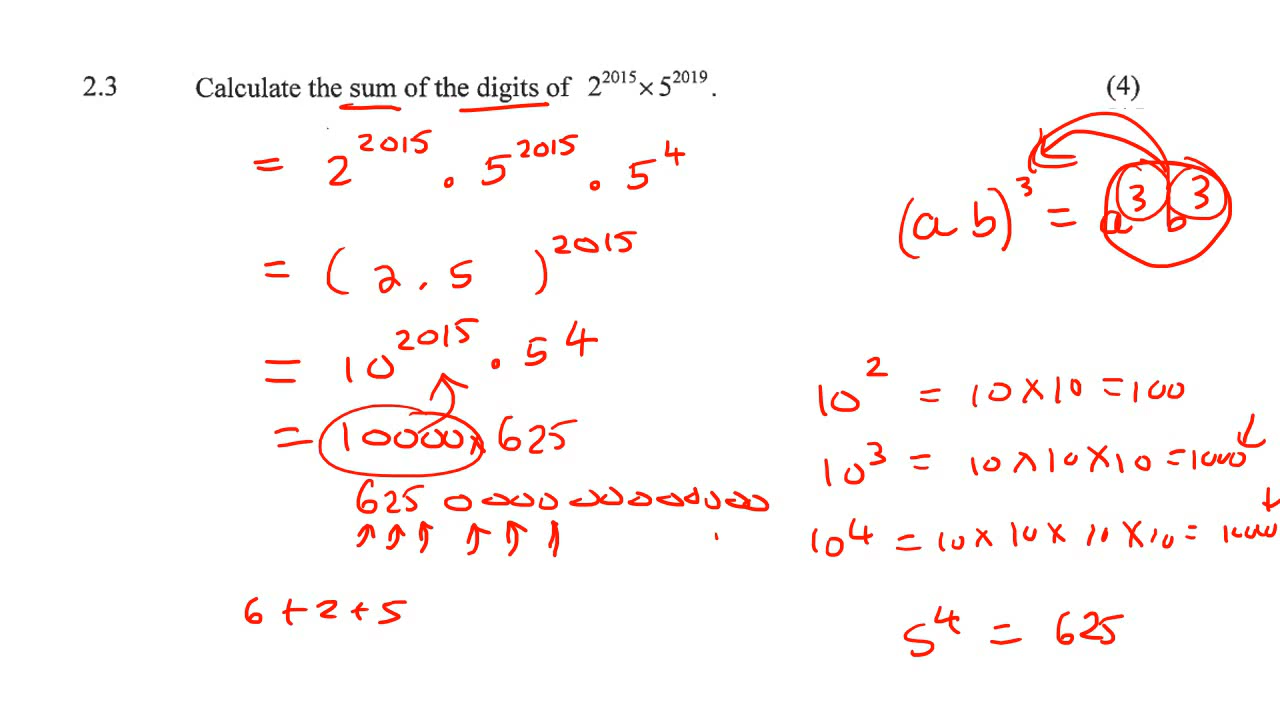 2.3 Calculate the sum of the digits of 2^2015 × 5^2019. (4)
= 2^2015 . 5^2015 . 5^4
(ab)^3 = a^3 b^3
= (2.5)^2015
= 10^2015 . 5^4
= 10000 × 625
625 0000 00000000
6 + 2 + 5
10^2 = 10 × 10 = 100
10^3 = 10 × 10 × 10 = 1000
10^4 = 10 × 10 × 10 × 10 = 1000
5^4 = 625